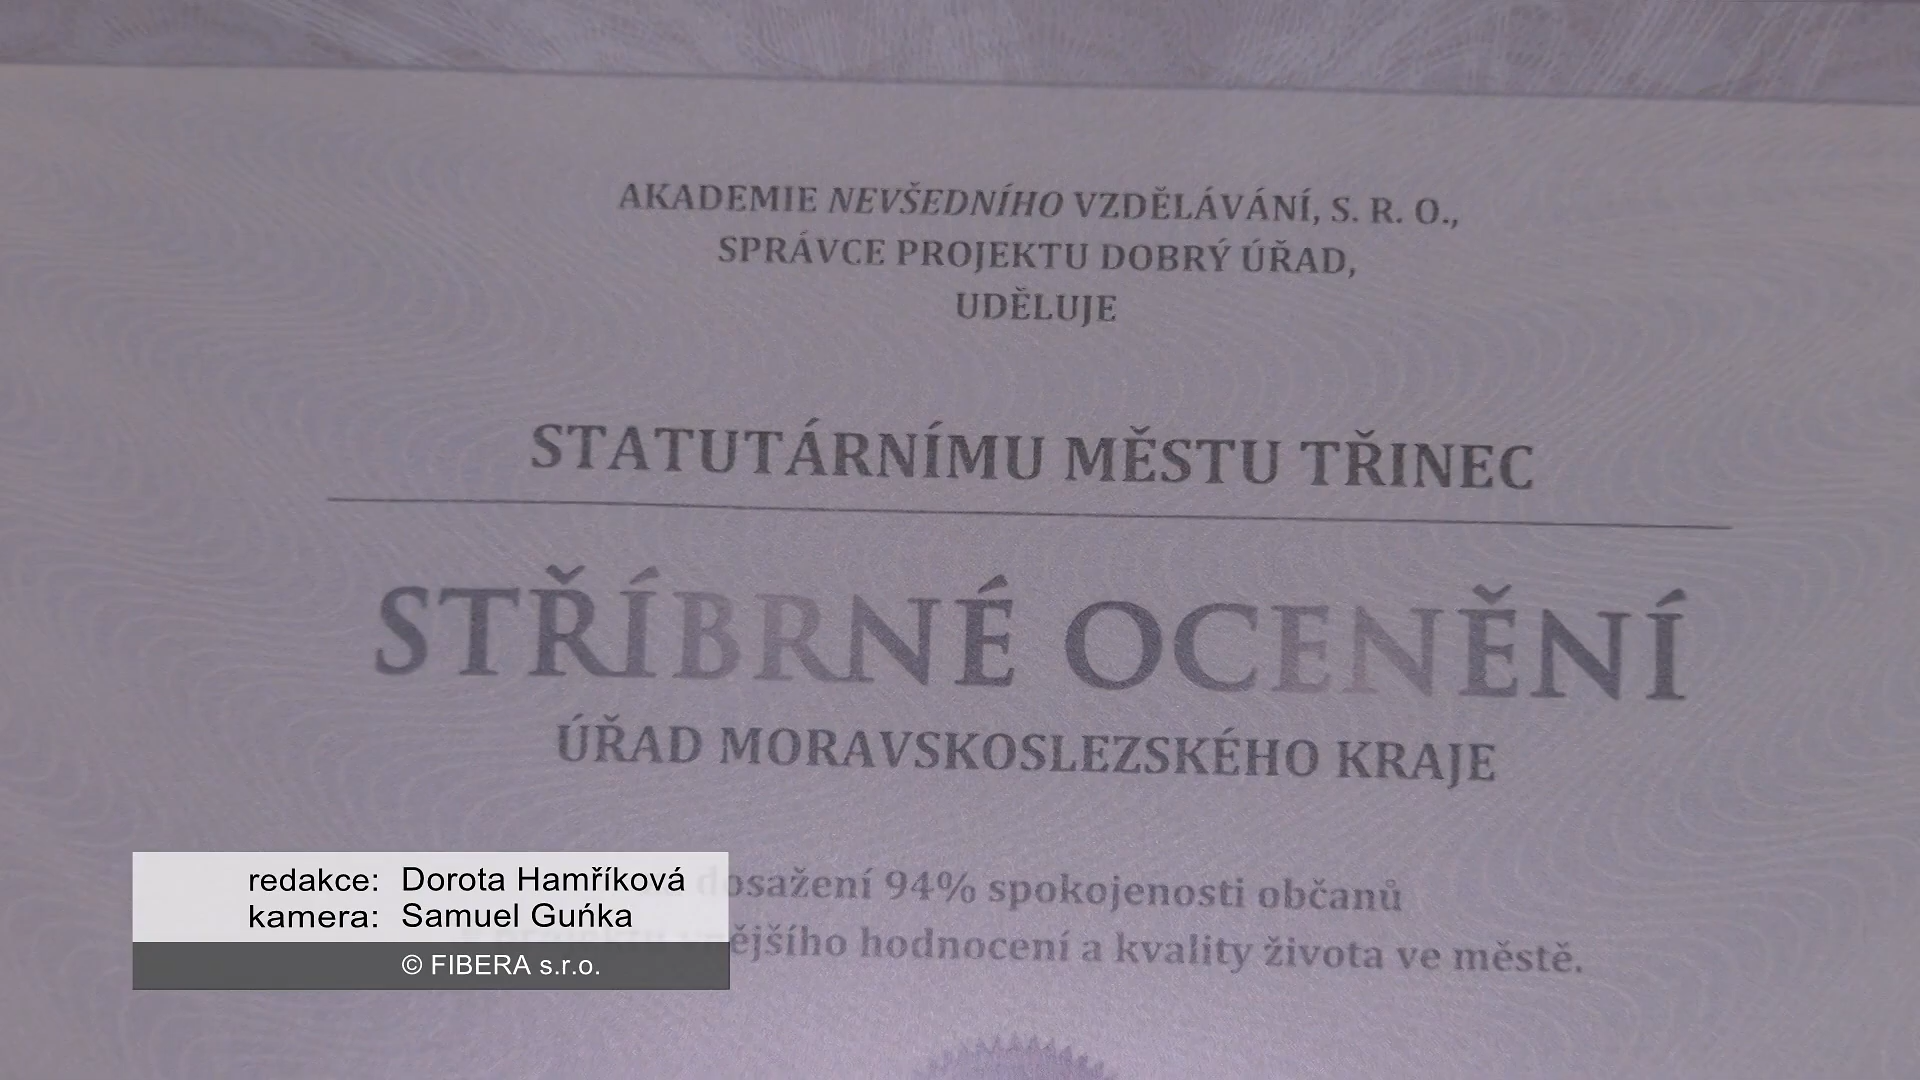 AKADEMIE NEVŠEDNÍHO VZDĚLÁVÁNÍ, S. R. O.,
SPRÁVCE PROJEKTU DOBRÝ ÚŘAD,
UDĚLUJE
STATUTÁRNÍMU MĚSTU TŘINEC
STŘÍBRNÉ OCENĚNÍ
ÚŘAD MORAVSKOSLEZSKÉHO KRAJE
dosažení 94% spokojenosti občanů
hodnocení a kvality života ve městě.
redakce: Dorota Hamříková
kamera: Samuel Guńka
© FIBERA s.r.o.